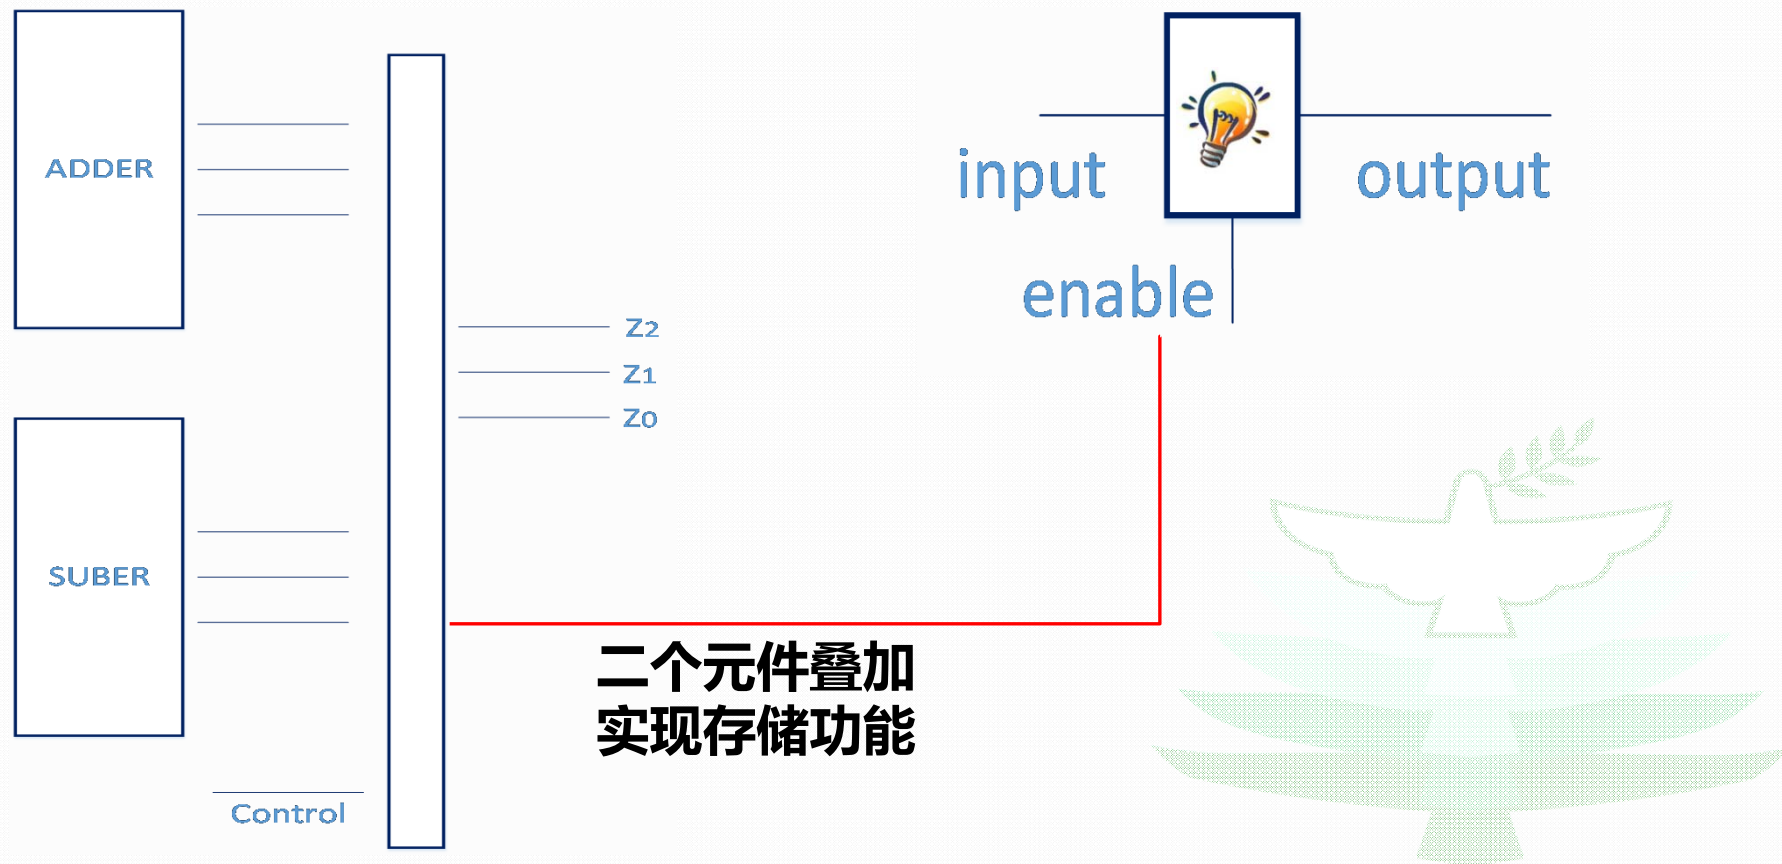 ADDER
input
output
enable
Z2
Z1
Z0
SUBER
二个元件叠加
实现存储功能
Control